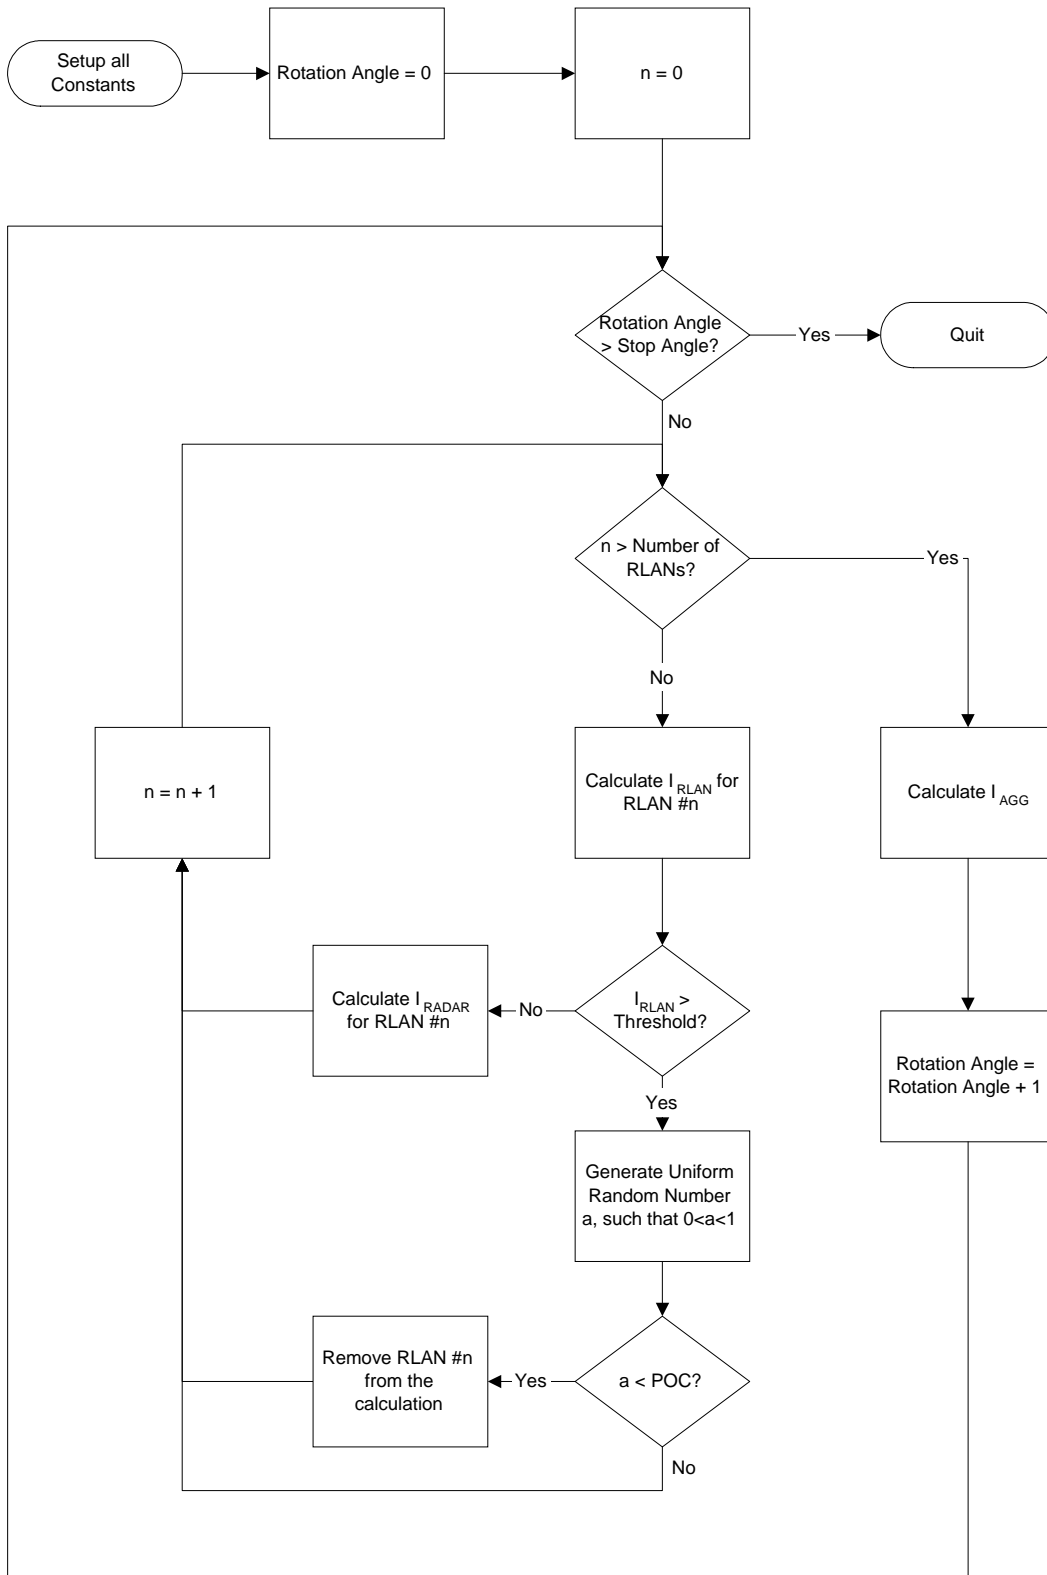 Setup all
Constants
Rotation Angle = 0
n = 0
Rotation Angle
> Stop Angle?
Yes
Quit
No
n > Number of
RLANs?
Yes
No
n = n + 1
Calculate I RLAN for
RLAN #n
Calculate I AGG
Calculate I RADAR
for RLAN #n
No
I RLAN >
Threshold?
Rotation Angle =
Rotation Angle + 1
Yes
Generate Uniform
Random Number
a, such that 0<a<1
Remove RLAN #n
from the
calculation
Yes
a < POC?
No